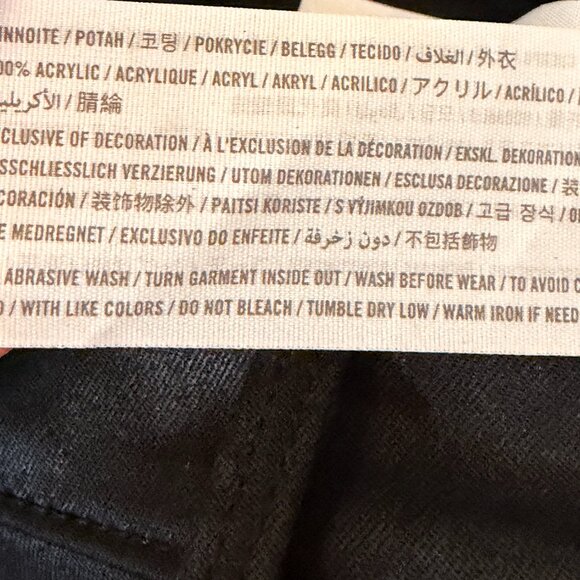 INNOITE / POTAH / 코팅 / POKRYCIE / BELEGG / TECIDO / الغلاف / 外衣
00% ACRYLIC / ACRYLIQUE / ACRYL / AKRYL / ACRILICO / アクリル / ACRÍLICO /
الأكريليك / 腈綸
CLUSIVE OF DECORATION / À L'EXCLUSION DE LA DÉCORATION / EKSKL. DEKORATION
SSCHLIESSLICH VERZIERUNG / UTOM DEKORATIONEN / ESCLUSA DECORAZIONE / 装
CORACIÓN / 装饰物除外 / PAITSI KORISTE / S VÝJIMKOU OZDOB / 고급 장식 /
E MEDREGNET / EXCLUSIVO DO ENFEITE / دون زخرفة / 不包括飾物
ABRASIVE WASH / TURN GARMENT INSIDE OUT / WASH BEFORE WEAR / TO AVOID C
/ WITH LIKE COLORS / DO NOT BLEACH / TUMBLE DRY LOW / WARM IRON IF NEED